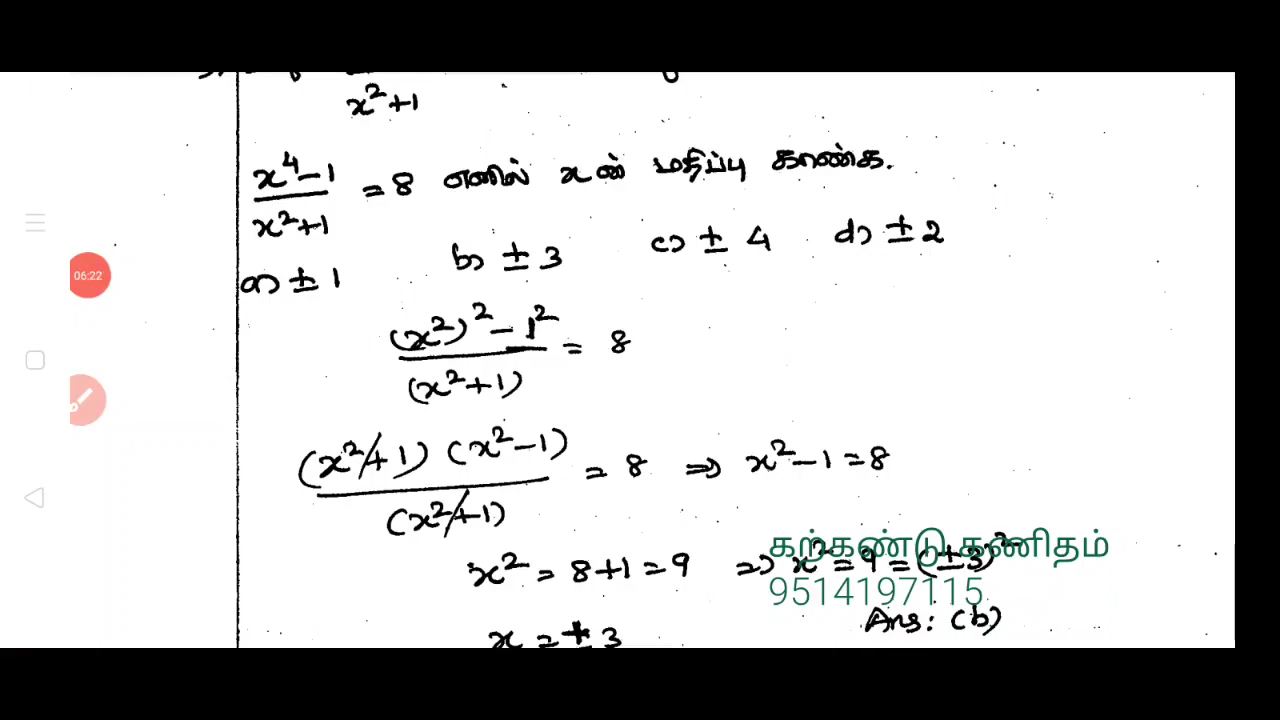 x²+1
x⁴-1/x²+1 = 8 எனில் x ன் மதிப்பு காண்க.
a) ± 1 b) ± 3 c) ± 4 d) ± 2
(x²)² - 1²/(x²+1) = 8
(x²+1) (x²-1)/(x²+1) = 8 ⇒ x²-1 = 8
x² = 8+1 = 9 ⇒ x² = 9 = (±3)²
கற்கண்டு கணிதம்
9514197115
x = ± 3 Ans: (b)
06:22